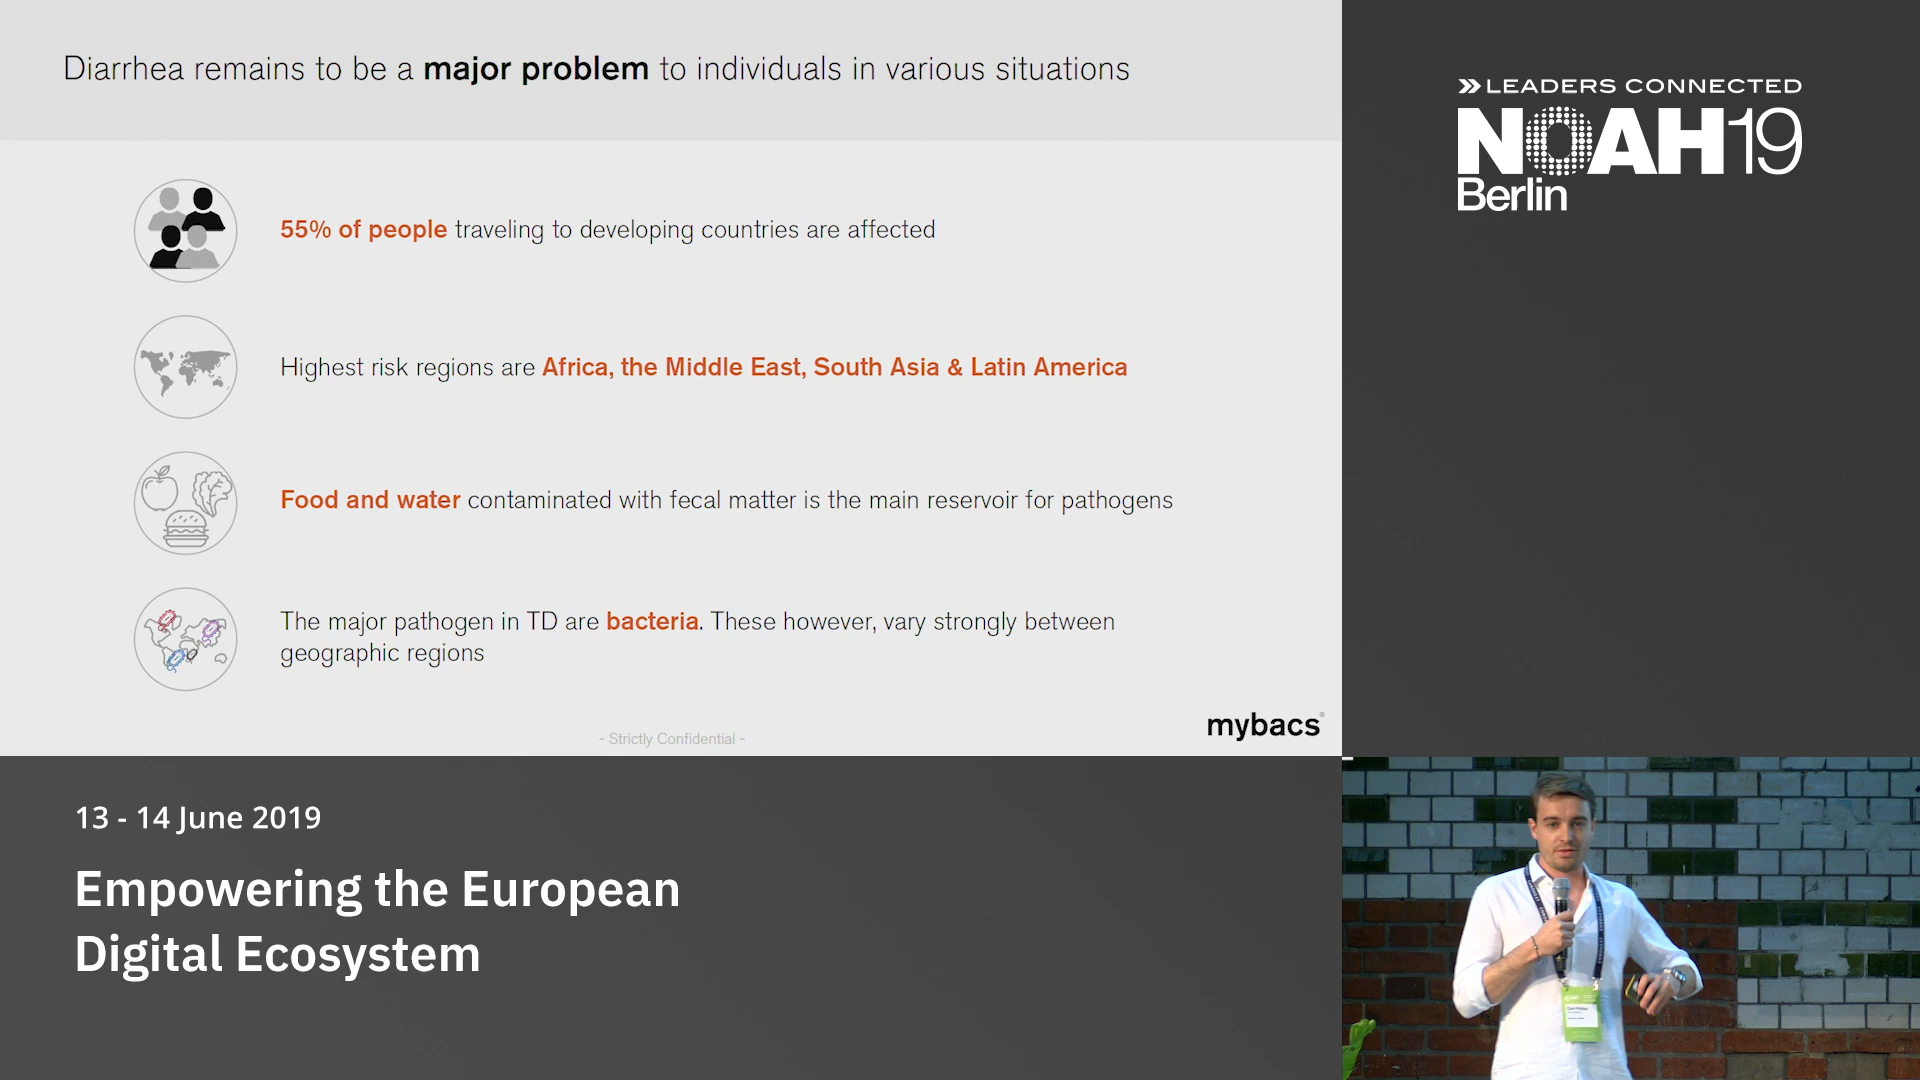 Diarrhea remains to be a major problem to individuals in various situations
55% of people traveling to developing countries are affected
Highest risk regions are Africa, the Middle East, South Asia & Latin America
Food and water contaminated with fecal matter is the main reservoir for pathogens
The major pathogen in TD are bacteria. These however, vary strongly between
geographic regions
- Strictly Confidential -
mybacs®
LEADERS CONNECTED
NOAH19
Berlin
13 - 14 June 2019
Empowering the European
Digital Ecosystem